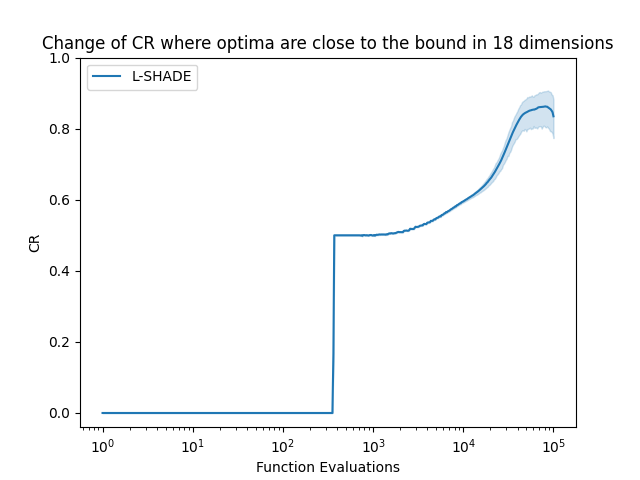 Change of CR where optima are close to the bound in 18 dimensions
L-SHADE
1.0
0.8
0.6
0.4
0.2
0.0
CR
10^0 10^1 10^2 10^3 10^4 10^5
Function Evaluations